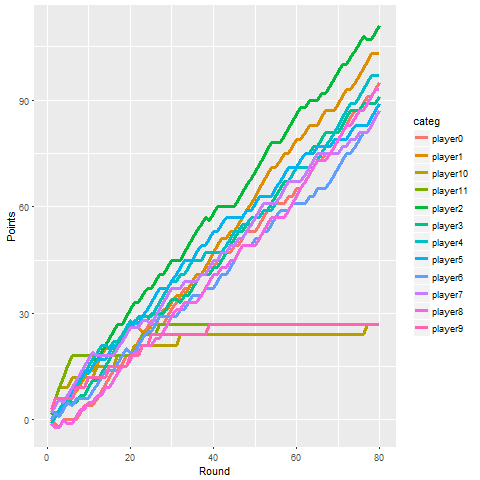 categ
player0
player1
player10
player11
player2
player3
player4
player5
player6
player7
player8
player9
Points
90
60
30
0
0 20 40 60 80
Round